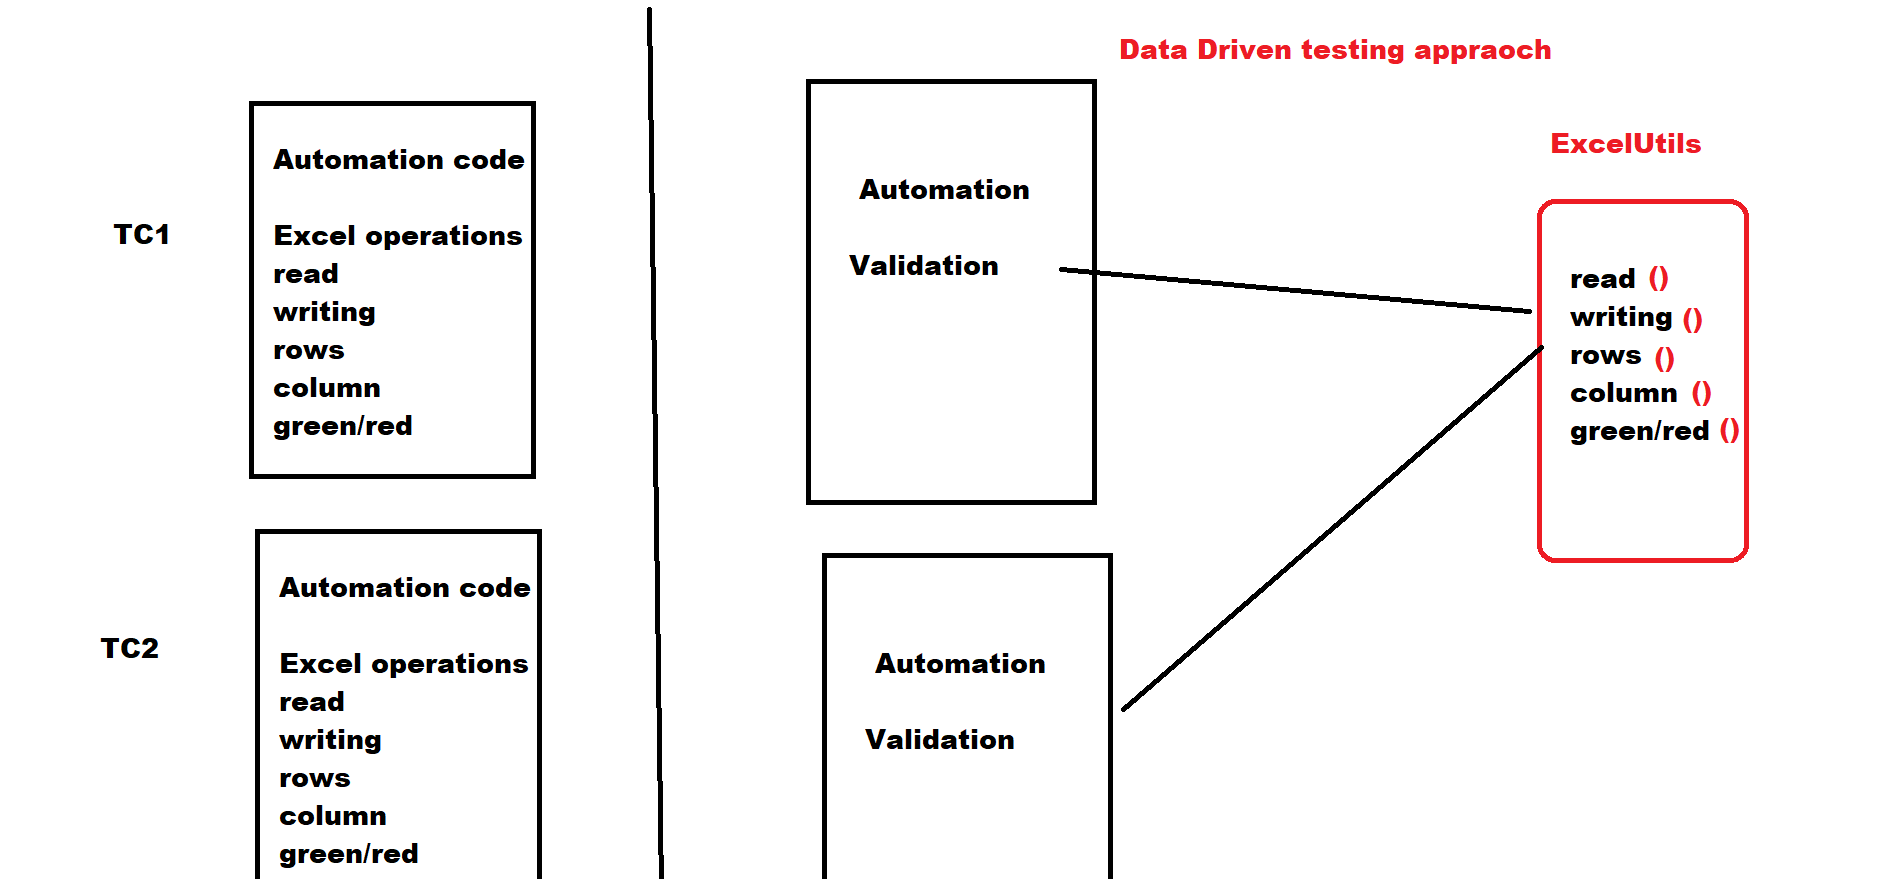 Data Driven testing appraoch
TC1
Automation code
Excel operations
read
writing
rows
column
green/red
TC2
Automation code
Excel operations
read
writing
rows
column
green/red
Automation
Validation
Automation
Validation
ExcelUtils
read ()
writing ()
rows ()
column ()
green/red ()